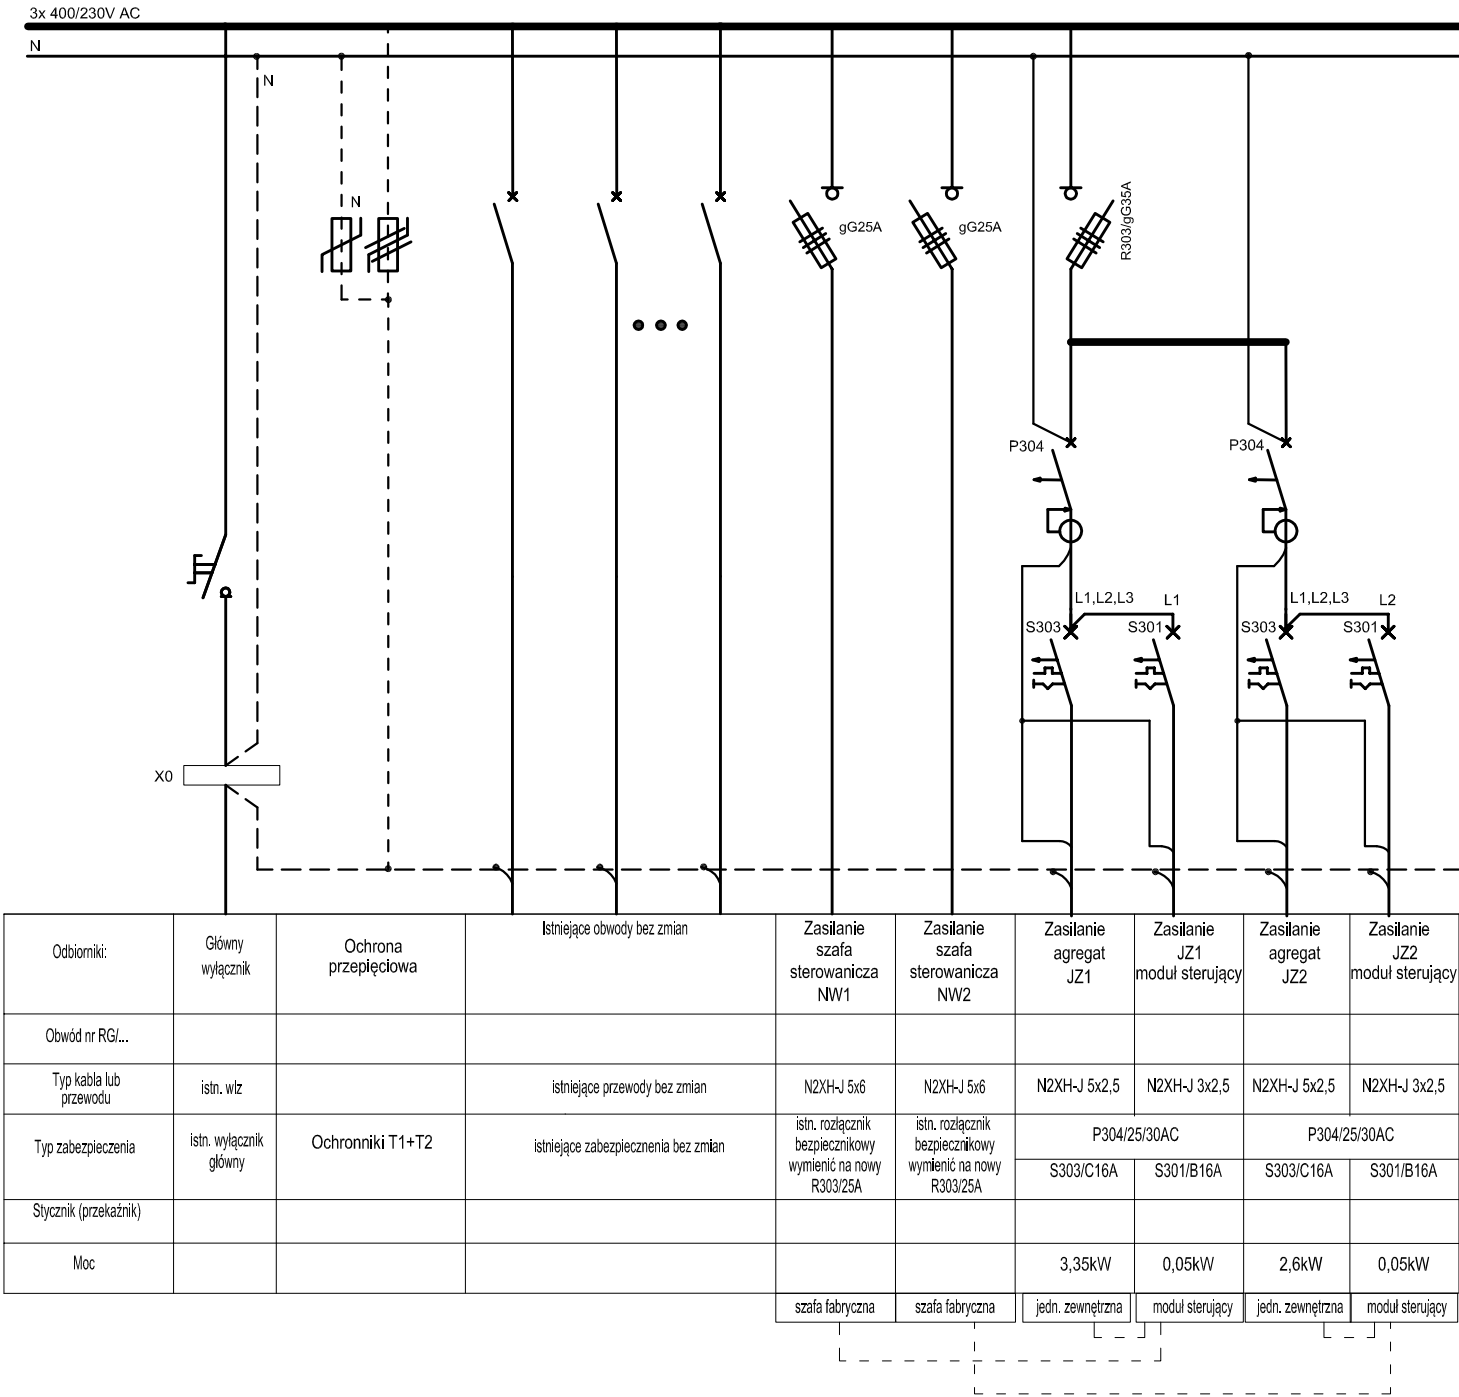 3x 400/230V AC
N
N
N
gG25A
gG25A
R303/gG35A
P304
P304
L1,L2,L3
L1
L1,L2,L3
L2
S303
S301
S303
S301
X0
Odbiorniki:
Główny
wyłącznik
Ochrona
przepięciowa
Istniejące obwody bez zmian
Zasilanie
szafa
sterowanicza
NW1
Zasilanie
szafa
sterowanicza
NW2
Zasilanie
agregat
JZ1
Zasilanie
JZ1
moduł sterujący
Zasilanie
agregat
JZ2
Zasilanie
JZ2
moduł sterujący
Obwód nr RG/...
Typ kabla lub
przewodu
istn. wlz
istniejące przewody bez zmian
N2XH-J 5x6
N2XH-J 5x6
N2XH-J 5x2,5
N2XH-J 3x2,5
N2XH-J 5x2,5
N2XH-J 3x2,5
Typ zabezpieczenia
istn. wyłącznik
główny
Ochronniki T1+T2
istniejące zabezpiecznenia bez zmian
istn. rozłącznik
bezpiecznikowy
wymienić na nowy
R303/25A
istn. rozłącznik
bezpiecznikowy
wymienić na nowy
R303/25A
P304/25/30AC
P304/25/30AC
S303/C16A
S301/B16A
S303/C16A
S301/B16A
Stycznik (przekaźnik)
Moc
3,35kW
0,05kW
2,6kW
0,05kW
szafa fabryczna
szafa fabryczna
jedn. zewnętrzna
moduł sterujący
jedn. zewnętrzna
moduł sterujący